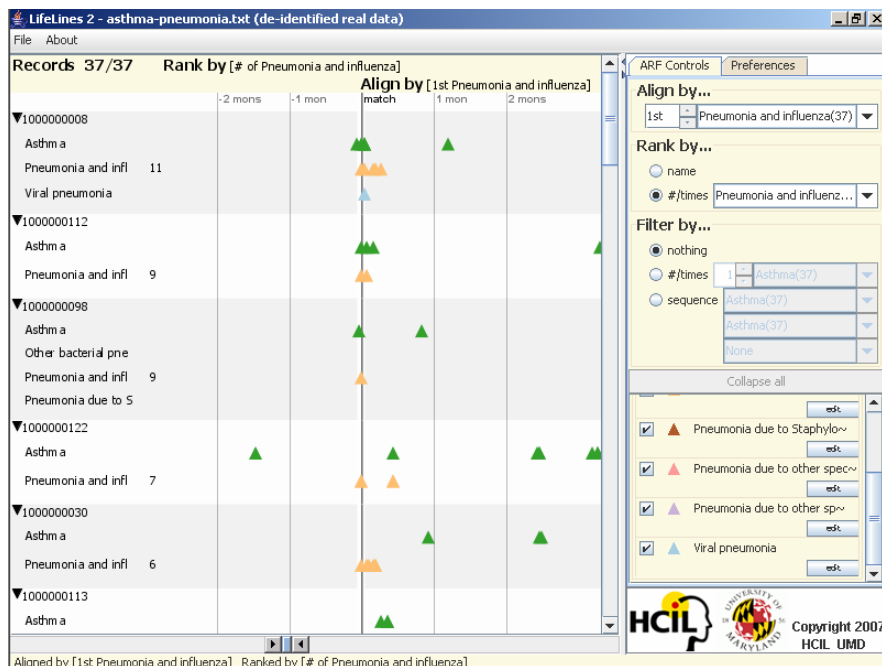 LifeLines 2 - asthma-pneumonia.txt (de-identified real data)
File About
Records 37/37 Rank by [# of Pneumonia and influenza]
Align by [1st Pneumonia and influenza]
-2 mons -1 mon match 1 mon 2 mons
1000000008
Asthma
Pneumonia and infl 11
Viral pneumonia
1000000112
Asthma
Pneumonia and infl 9
1000000098
Asthma
Other bacterial pne
Pneumonia and infl 9
Pneumonia due to S
1000000122
Asthma
Pneumonia and infl 7
1000000030
Asthma
Pneumonia and infl 6
1000000113
Asthma
ARF Controls Preferences
Align by...
1st Pneumonia and influenza(37)
Rank by...
name
#/times Pneumonia and influenz...
Filter by...
nothing
#/times 1 Asthma(37)
sequence Asthma(37)
Asthma(37)
None
Collapse all
edit
Pneumonia due to Staphylo~
edit
Pneumonia due to other spec~
edit
Pneumonia due to other sp~
edit
Viral pneumonia
edit
HCIL
UNIVERSITY OF
18 56
MARYLAND
Copyright 2007
HCIL UMD
Aligned by [1st Pneumonia and influenza] Ranked by [# of Pneumonia and influenza]